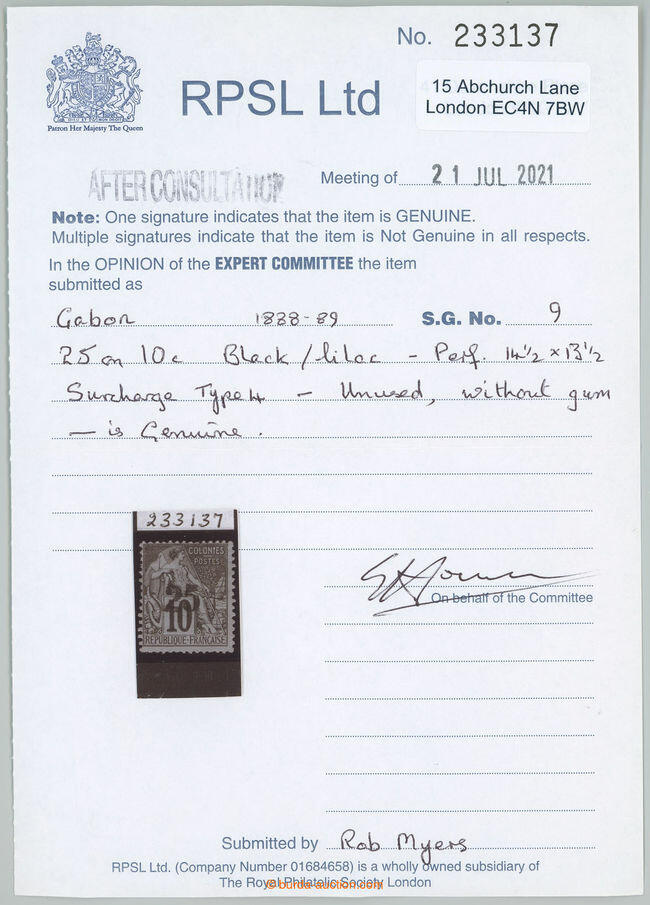 No. 233137
RPSL Ltd
15 Abchurch Lane
London EC4N 7BW
Patron Her Majesty The Queen
AFTER CONSULTATION
Meeting of 21 JUL 2021
Note: One signature indicates that the item is GENUINE.
Multiple signatures indicate that the item is Not Genuine in all respects.
In the OPINION of the EXPERT COMMITTEE the item
submitted as
Gabon 1888-89 S.G. No. 9
25 on 10c Black/lilac - Perf. 14½ x 13½
Surcharge Type 4 - Unused, without gum
— is Genuine.
233137
COLONIES
POSTES
25
10
REPUBLIQUE-FRANCAISE
On behalf of the Committee
Submitted by Rob Myers
RPSL Ltd. (Company Number 01684658) is a wholly owned subsidiary of
The Royal Philatelic Society London
© burda-auction.com